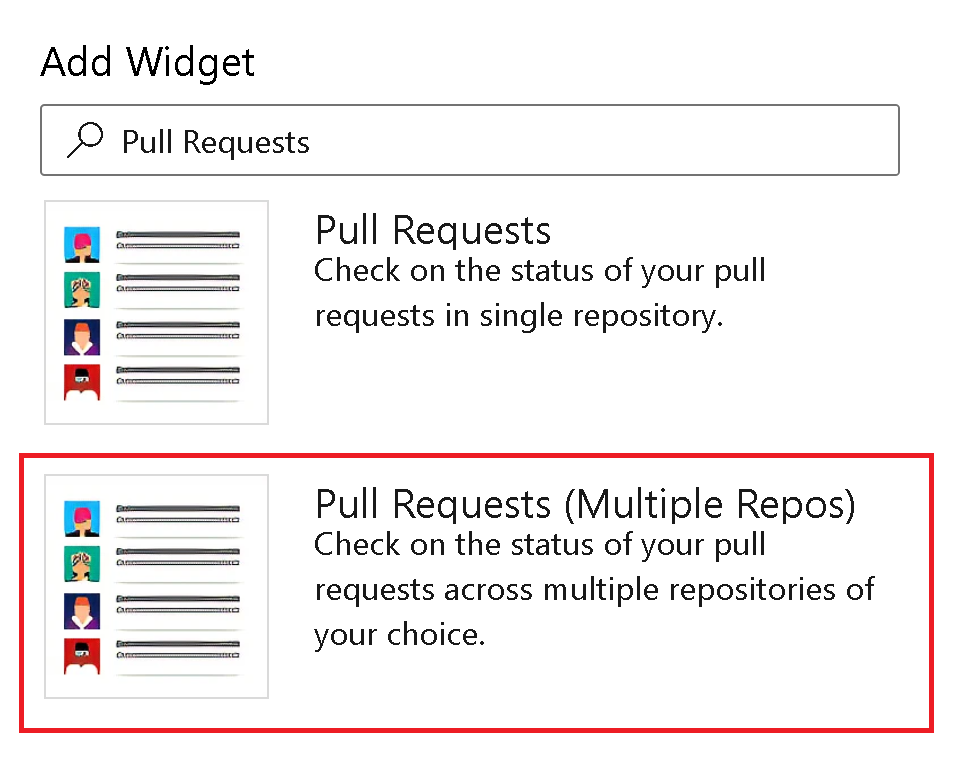 Add Widget
Pull Requests
Pull Requests
Check on the status of your pull
requests in single repository.
Pull Requests (Multiple Repos)
Check on the status of your pull
requests across multiple repositories of
your choice.